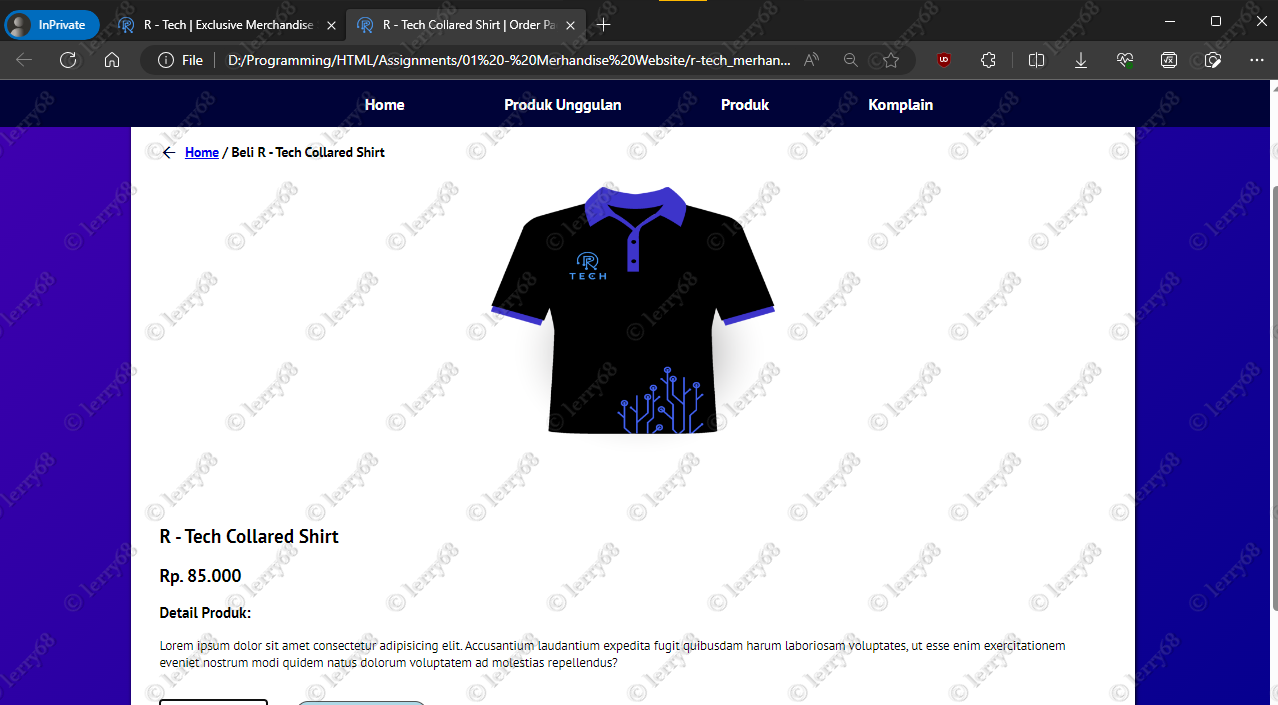 InPrivate
R - Tech | Exclusive Merchandise
R - Tech Collared Shirt | Order Pa
File
D:/Programming/HTML/Assignments/01%20-%20Merhandise%20Website/r-tech_merhan...
Home
Produk Unggulan
Produk
Komplain
Home / Beli R - Tech Collared Shirt
R
TECH
R - Tech Collared Shirt
Rp. 85.000
Detail Produk:
Lorem ipsum dolor sit amet consectetur adipisicing elit. Accusantium laudantium expedita fugit quibusdam harum laboriosam voluptates, ut esse enim exercitationem
eveniet nostrum modi quidem natus dolorum voluptatem ad molestias repellendus?
© lerry68